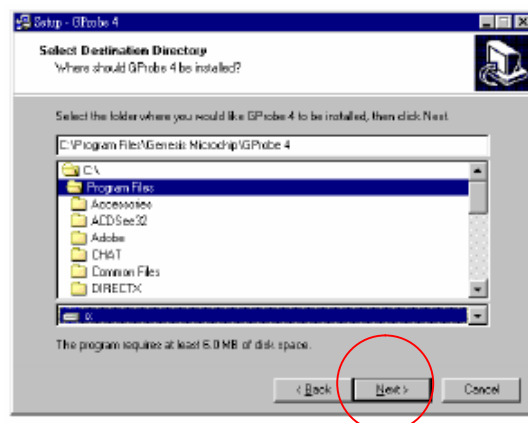 Setup - GProbe 4
Select Destination Directory
Where should GProbe 4 be installed?
Select the folder where you would like GProbe 4 to be installed, then click Next.
C:\Program Files\Genesis Microchip\GProbe 4
C:\
Program Files
Accessories
ACDSee32
Adobe
CHAT
Common Files
DIRECTX
c:
The program requires at least 6.0 MB of disk space.
< Back
Next >
Cancel